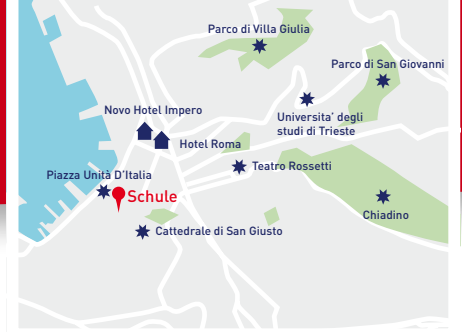 Parco di Villa Giulia
Parco di San Giovanni
Novo Hotel Impero
Universita' degli
studi di Trieste
Hotel Roma
Teatro Rossetti
Piazza Unità D'Italia
Schule
Chiadino
Cattedrale di San Giusto